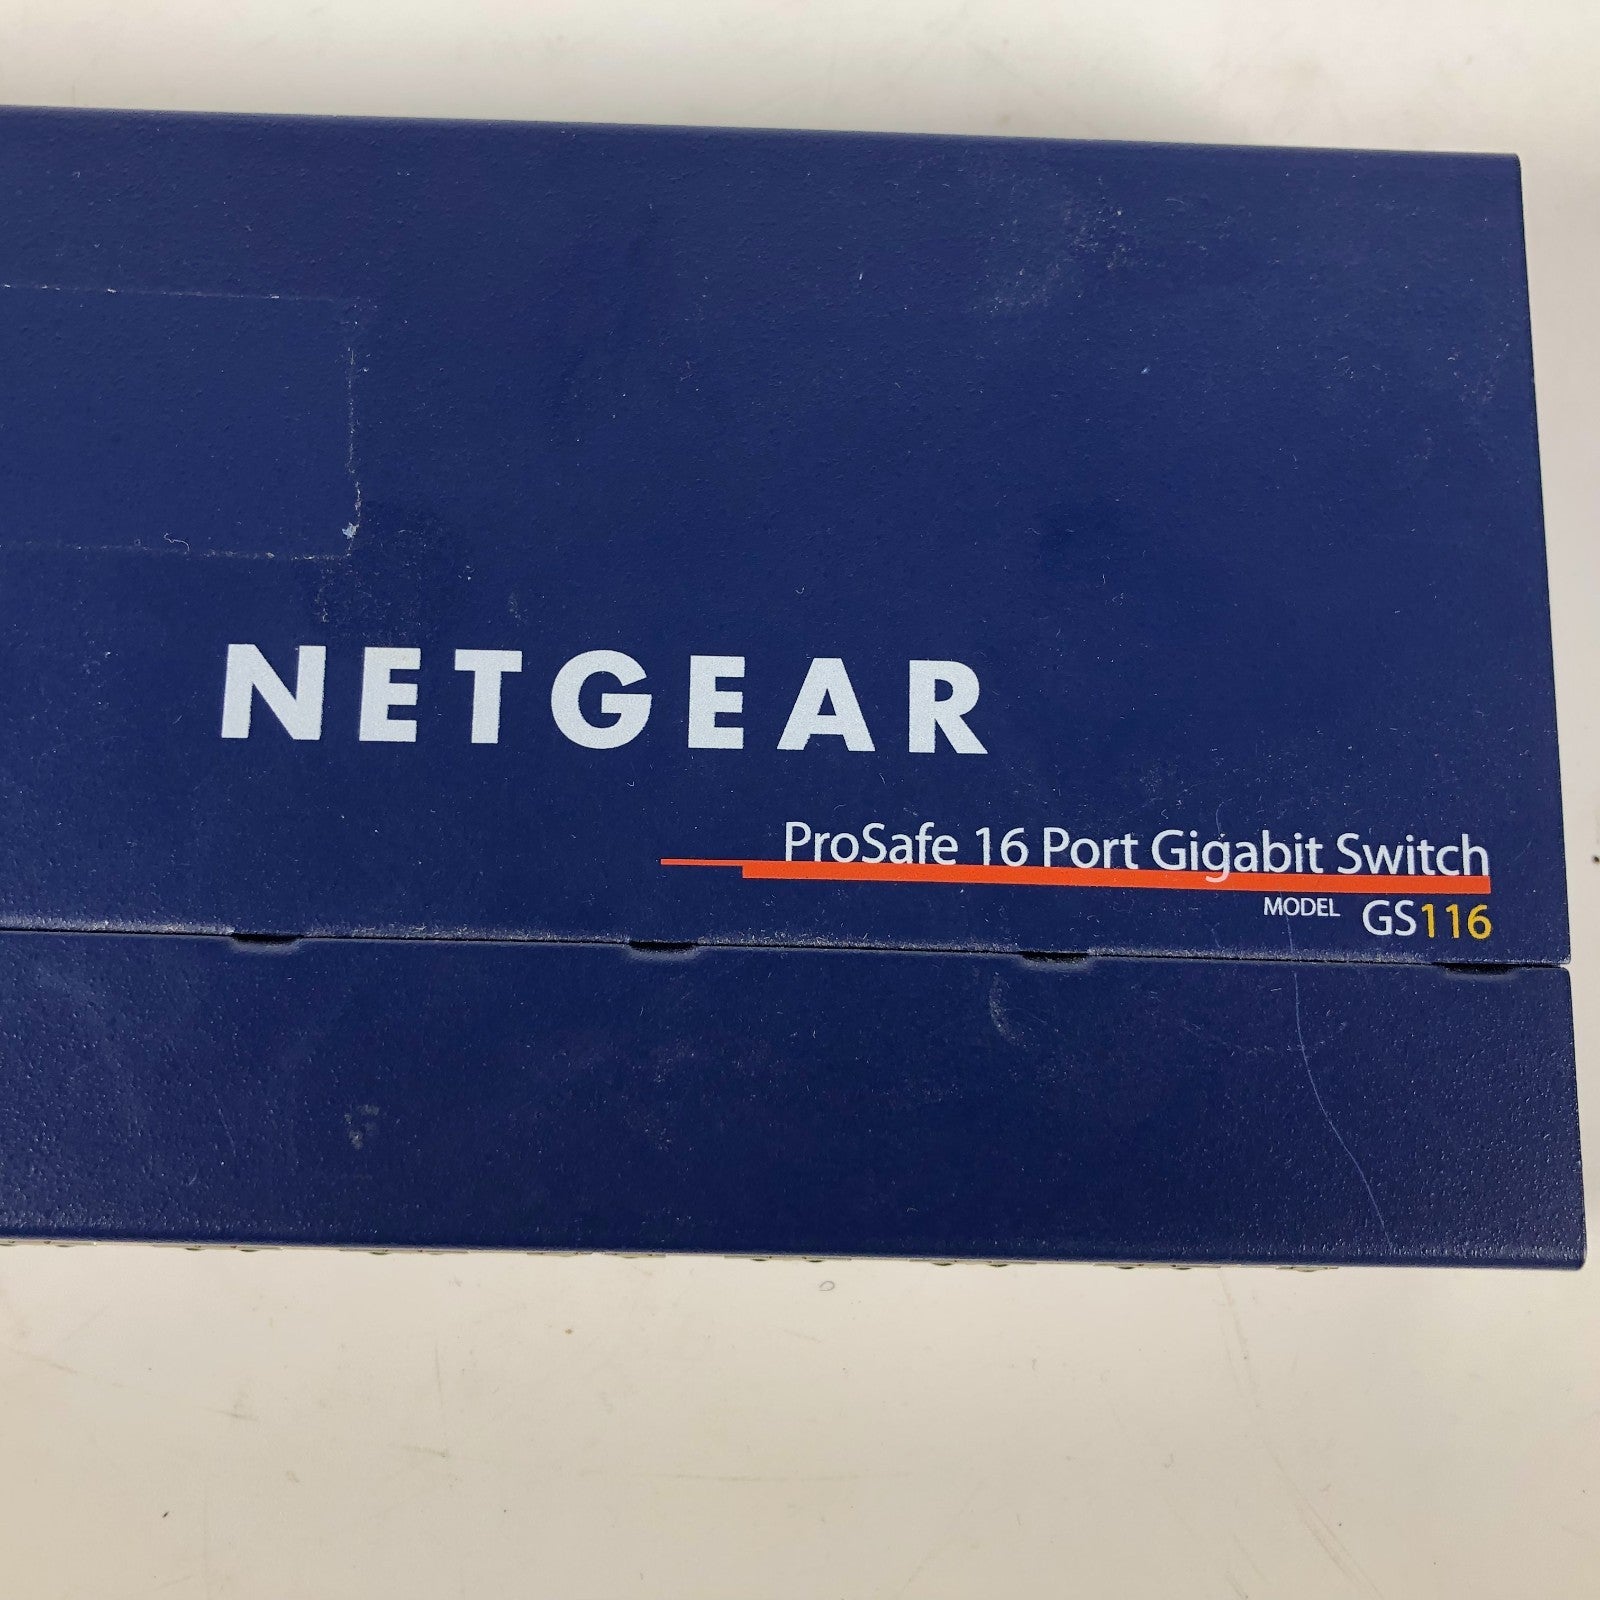 NETGEAR
ProSafe 16 Port Gigabit Switch
MODEL GS116